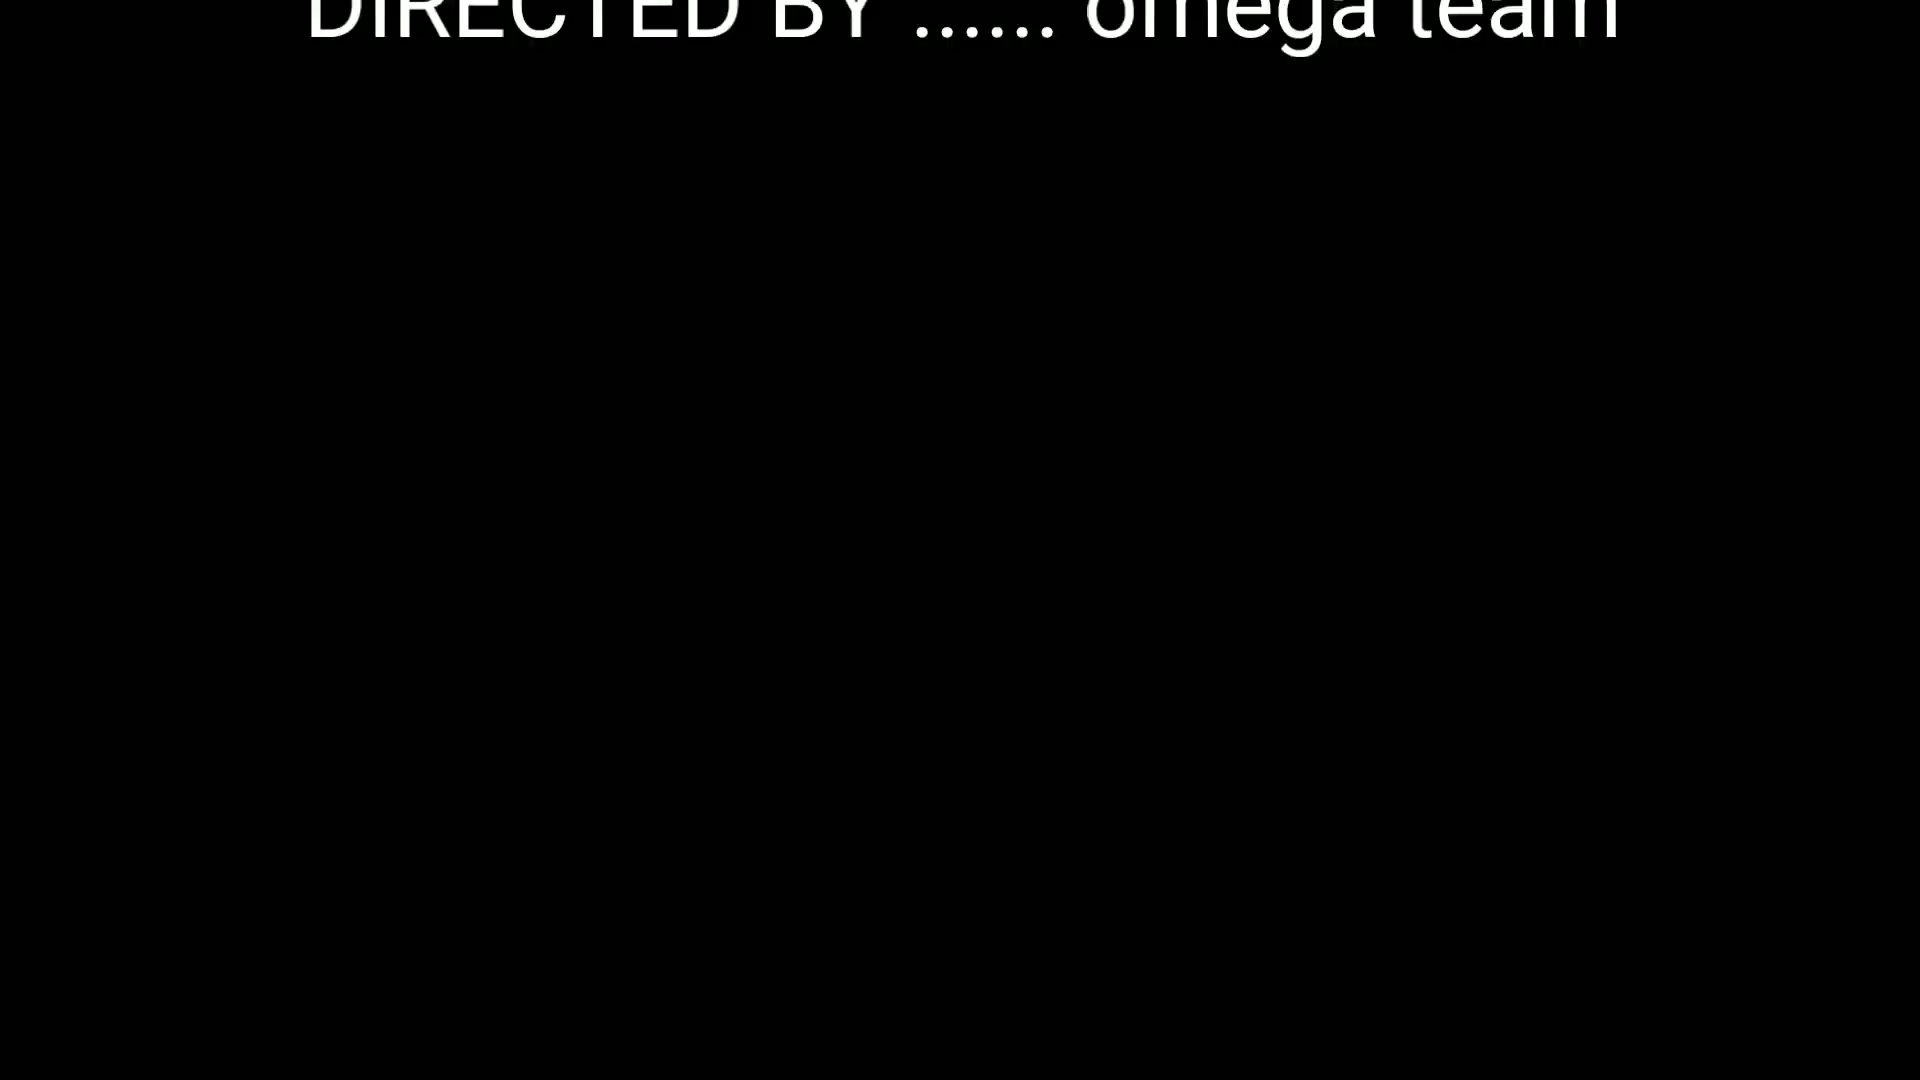 DIRECTED BY ...... omega team